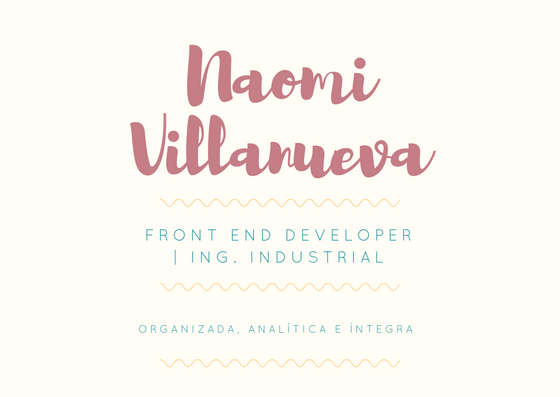 Naomi
Villanueva
FRONT END DEVELOPER
| ING. INDUSTRIAL
ORGANIZADA, ANALÍTICA E ÍNTEGRA